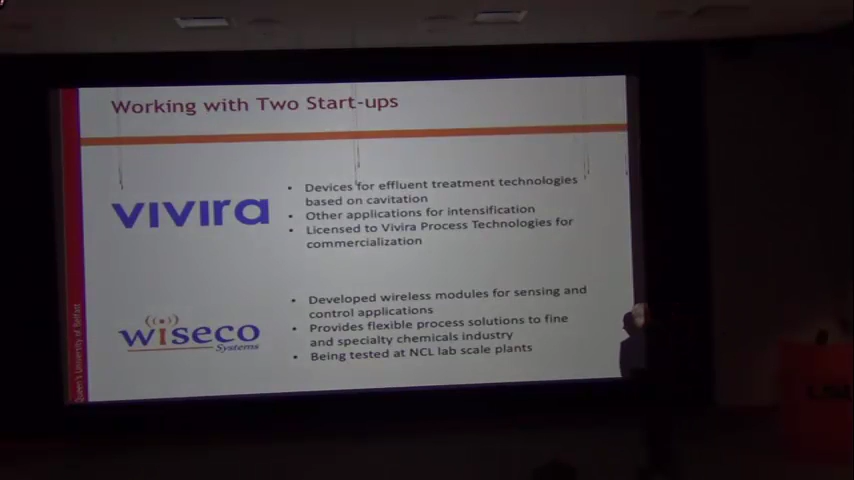 Working with Two Start-ups
vivira
• Devices for effluent treatment technologies
based on cavitation
• Other applications for intensification
• Licensed to Vivira Process Technologies for
commercialization
wiseco
Systems
• Developed wireless modules for sensing and
control applications
• Provides flexible process solutions to fine
and specialty chemicals industry
• Being tested at NCL lab scale plants
Queen's University of Belfast